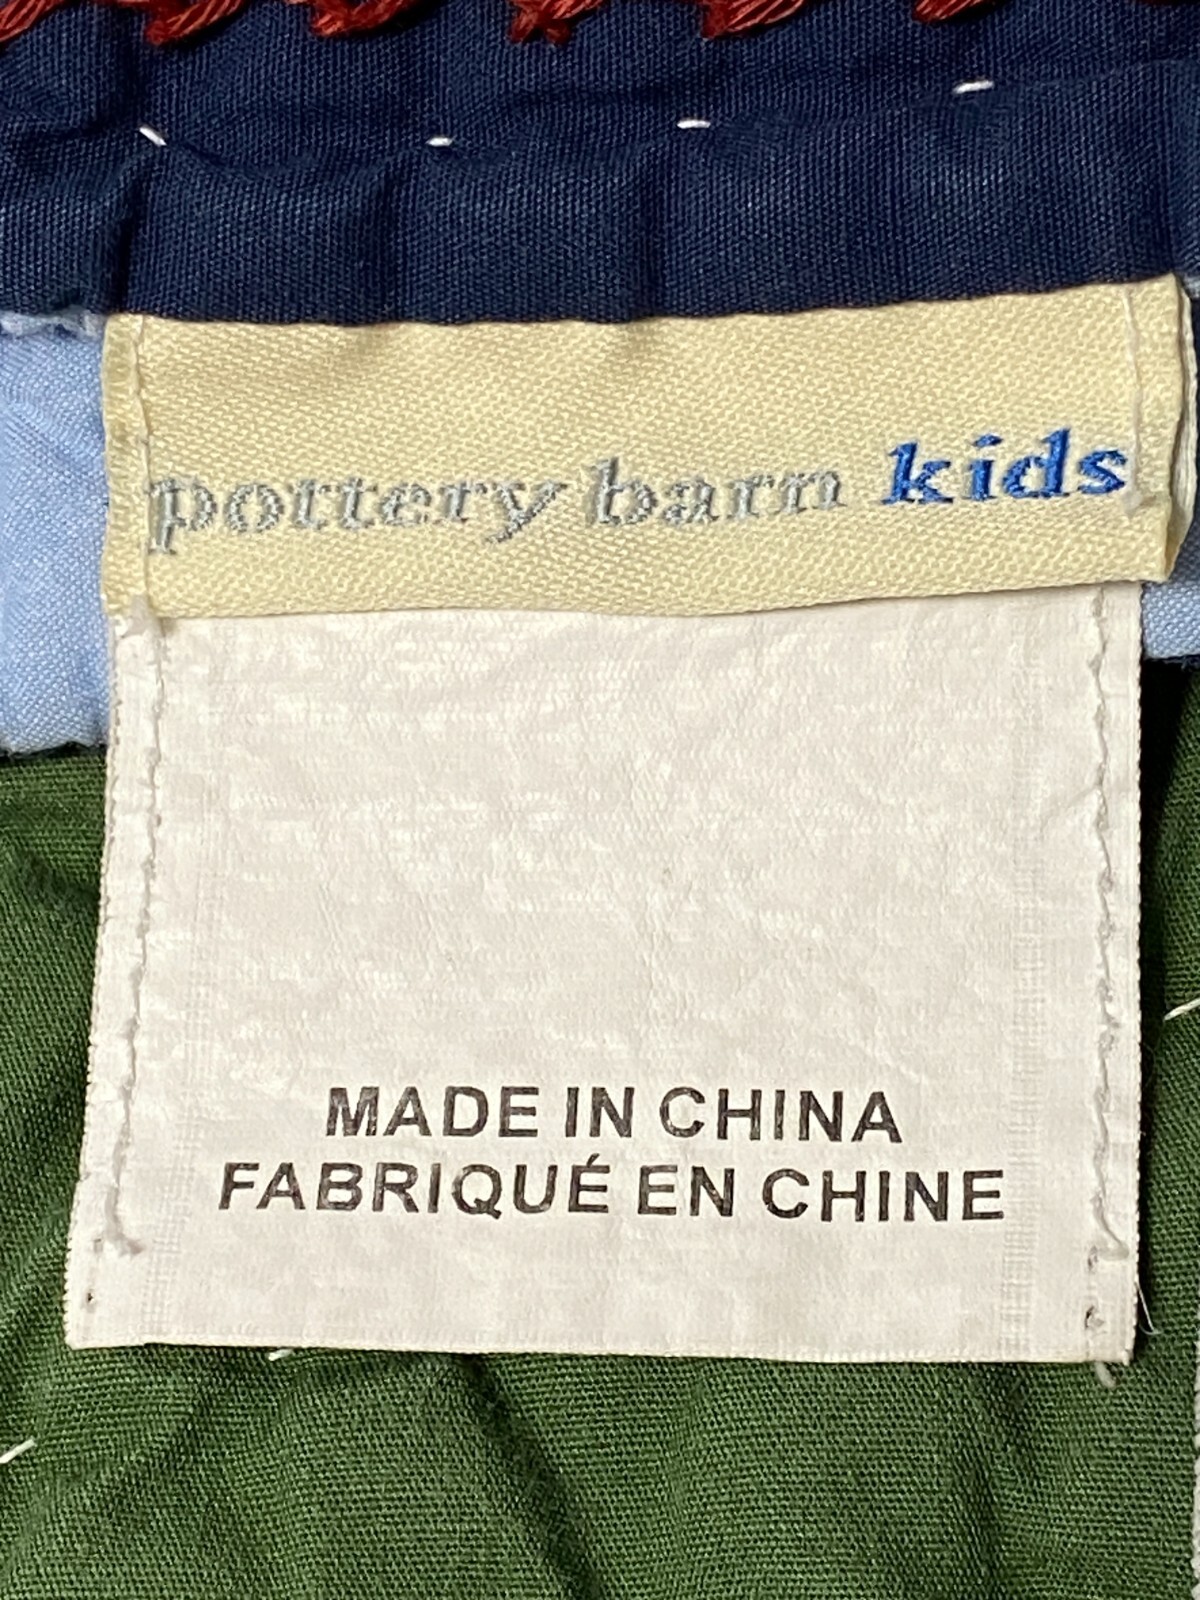 pottery barn kids
MADE IN CHINA
FABRIQUÉ EN CHINE